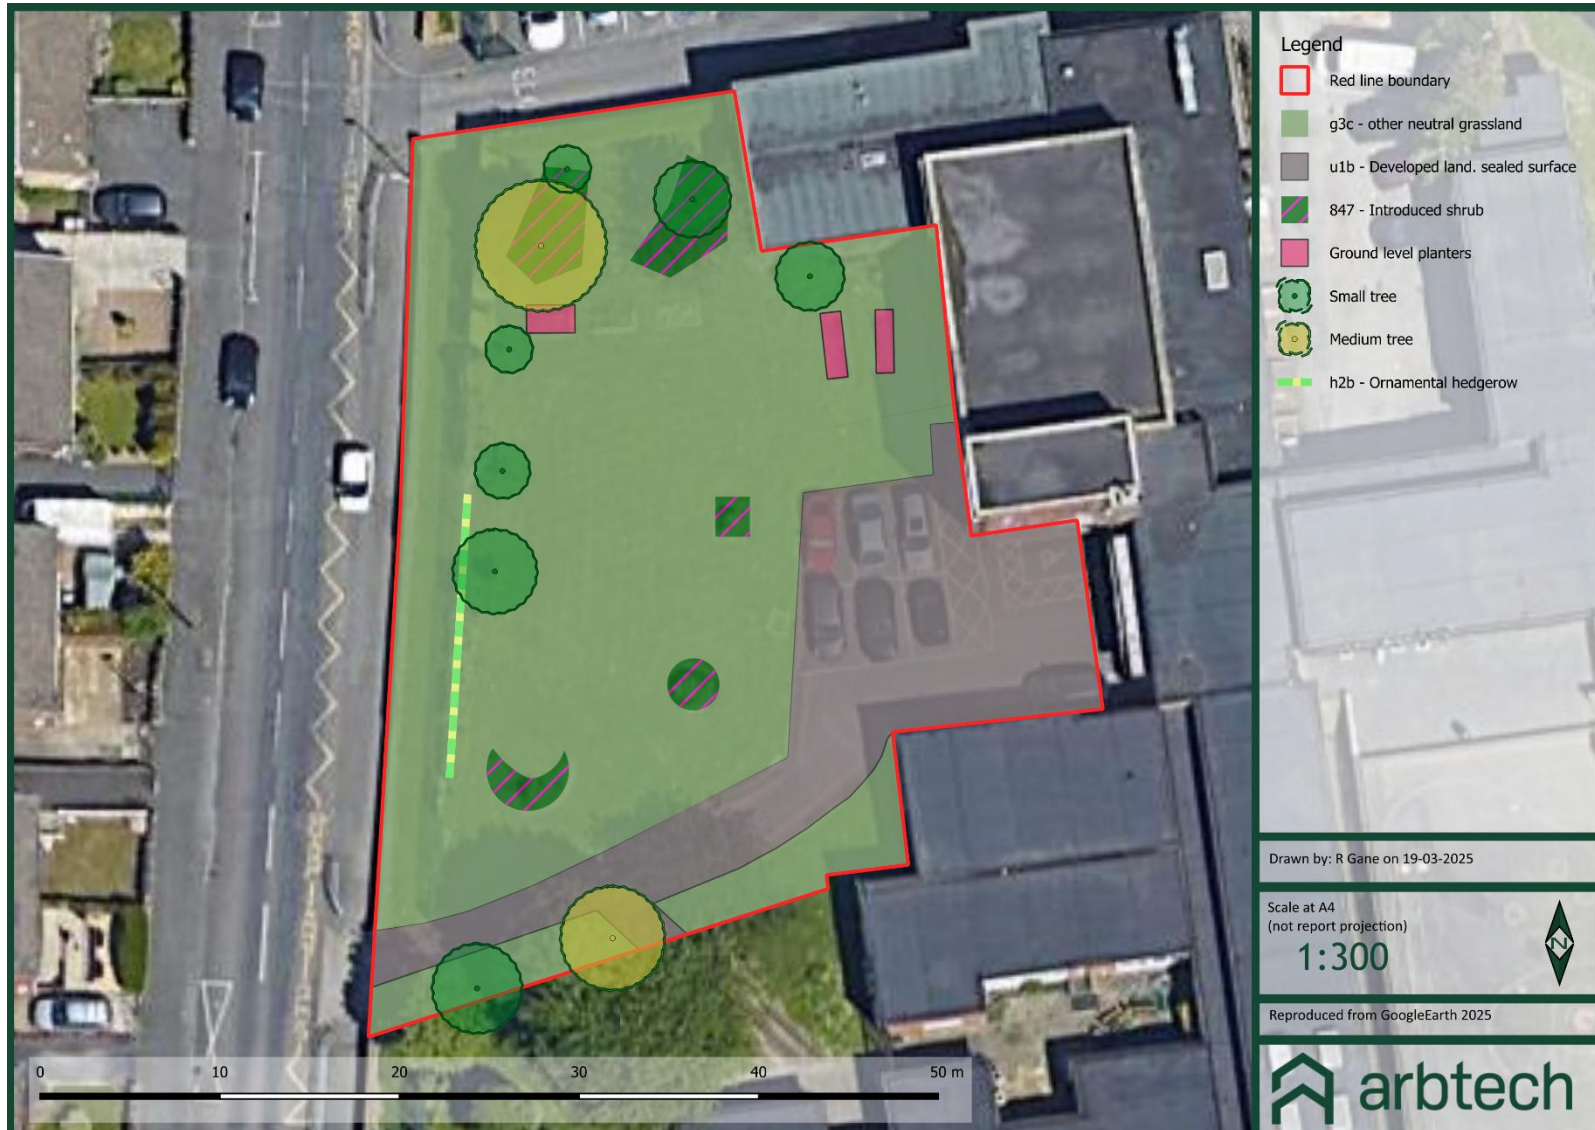 Legend
Red line boundary
g3c - other neutral grassland
u1b - Developed land. sealed surface
847 - Introduced shrub
Ground level planters
Small tree
Medium tree
h2b - Ornamental hedgerow
Drawn by: R Gane on 19-03-2025
Scale at A4
(not report projection)
1:300
N
Reproduced from GoogleEarth 2025
arbtech
0 10 20 30 40 50 m